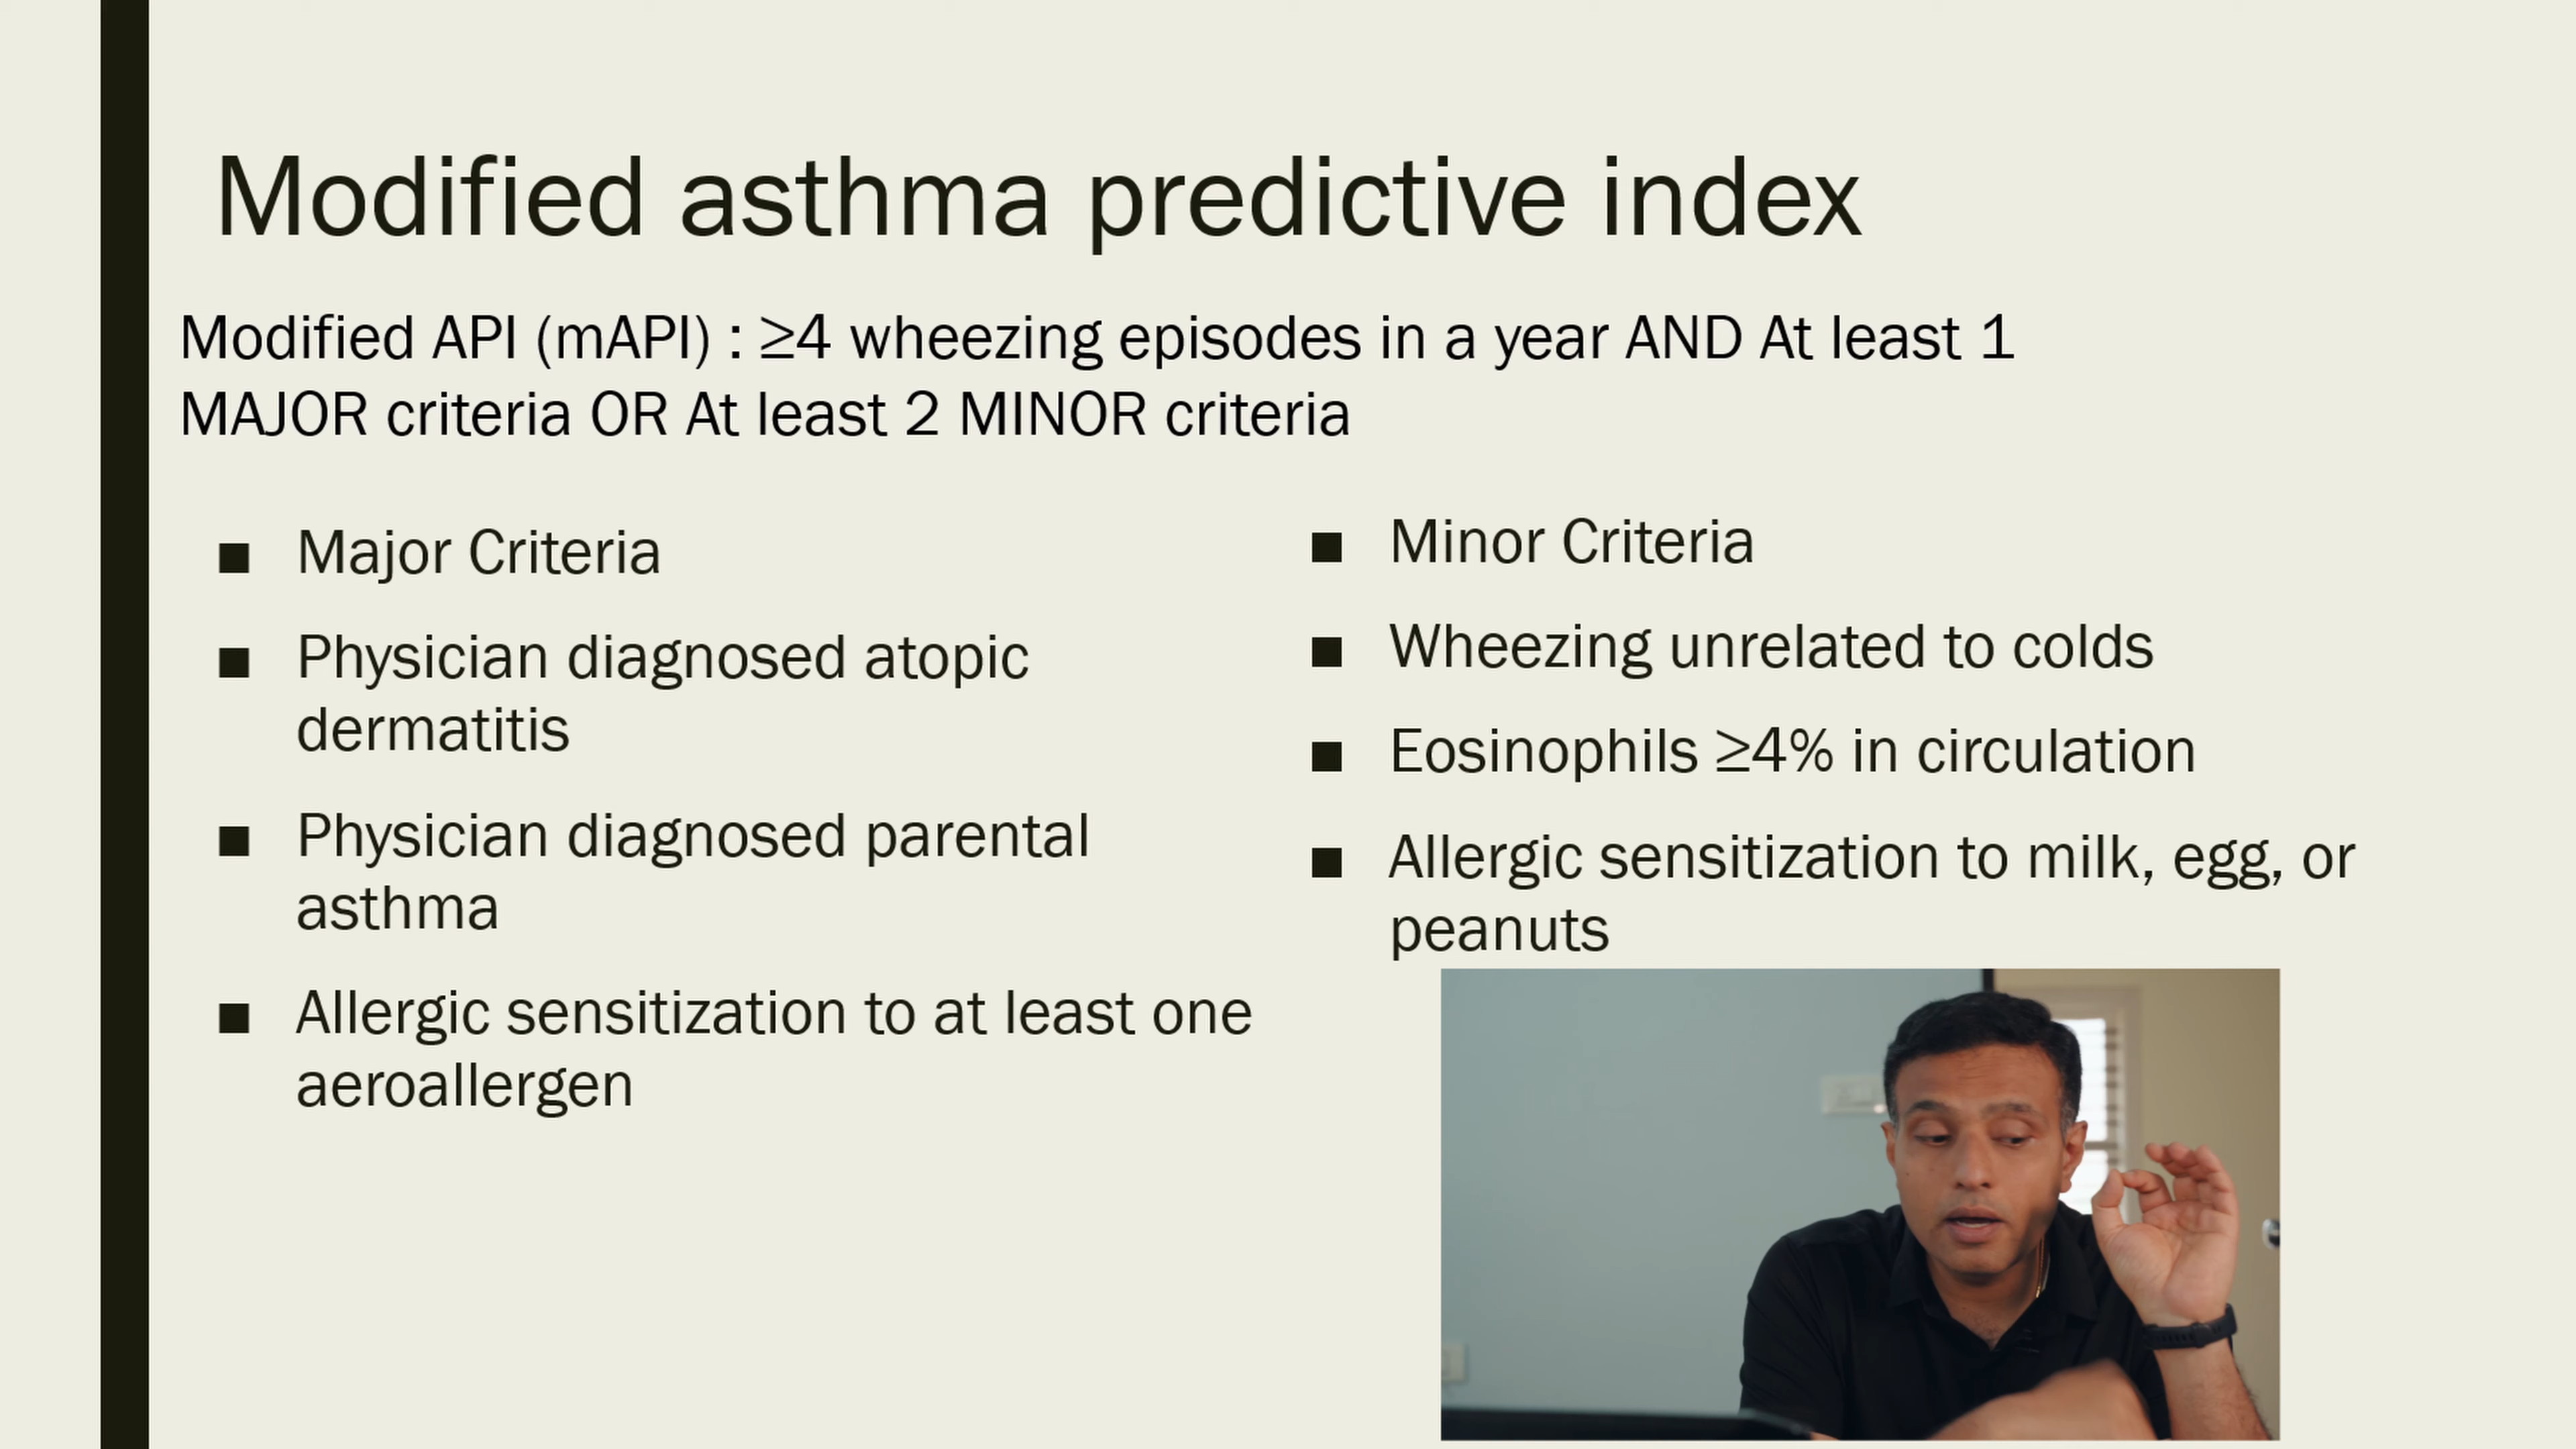 Modified asthma predictive index
Modified API (mAPI) : ≥4 wheezing episodes in a year AND At least 1
MAJOR criteria OR At least 2 MINOR criteria
■ Major Criteria
■ Physician diagnosed atopic
dermatitis
■ Physician diagnosed parental
asthma
■ Allergic sensitization to at least one
aeroallergen
■ Minor Criteria
■ Wheezing unrelated to colds
■ Eosinophils ≥4% in circulation
■ Allergic sensitization to milk, egg, or
peanuts